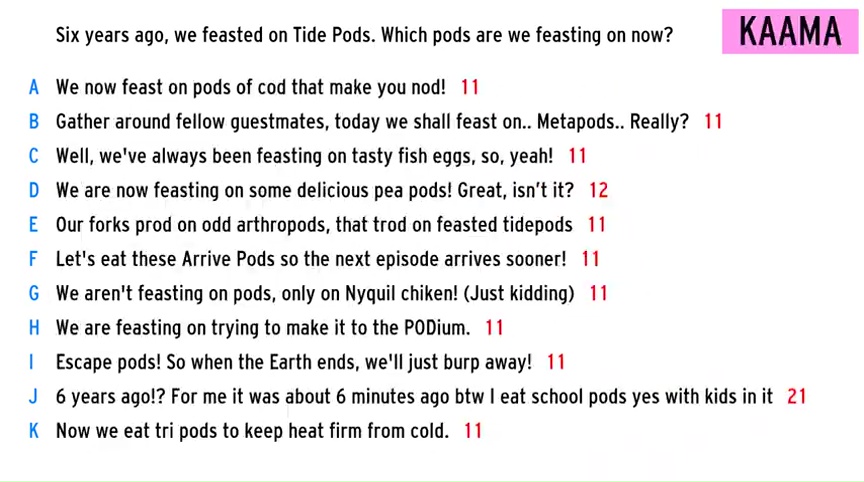 Six years ago, we feasted on Tide Pods. Which pods are we feasting on now?
KAAMA
A We now feast on pods of cod that make you nod! 11
B Gather around fellow guestmates, today we shall feast on.. Metapods.. Really? 11
C Well, we've always been feasting on tasty fish eggs, so, yeah! 11
D We are now feasting on some delicious pea pods! Great, isn't it? 12
E Our forks prod on odd arthropods, that trod on feasted tidepods 11
F Let's eat these Arrive Pods so the next episode arrives sooner! 11
G We aren't feasting on pods, only on Nyquil chiken! (Just kidding) 11
H We are feasting on trying to make it to the PODium. 11
I Escape pods! So when the Earth ends, we'll just burp away! 11
J 6 years ago!? For me it was about 6 minutes ago btw I eat school pods yes with kids in it 21
K Now we eat tri pods to keep heat firm from cold. 11